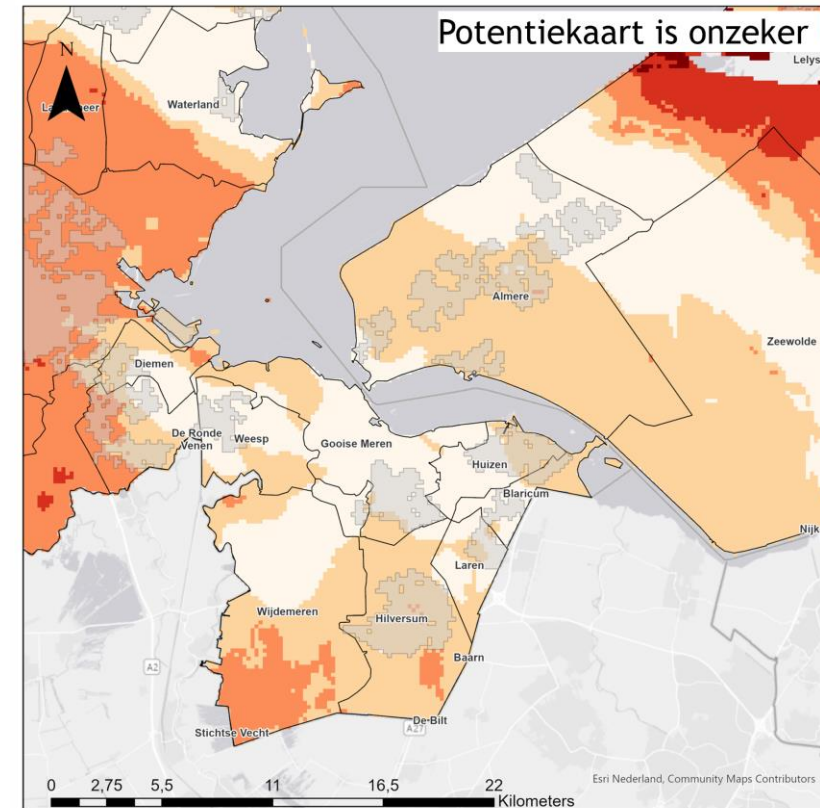 Potentiekaart is onzeker
Lelys
N
Waterland
Almere
Zeewolde
Diemen
De Ronde
Venen
Weesp
Gooise Meren
Huizen
Blaricum
Nijk
Laren
Wijdemeren
Hilversum
A2
Baarn
De Bilt
A27
Stichtse Vecht
0 2,75 5,5 11 16,5 22
Kilometers
Esri Nederland, Community Maps Contributors